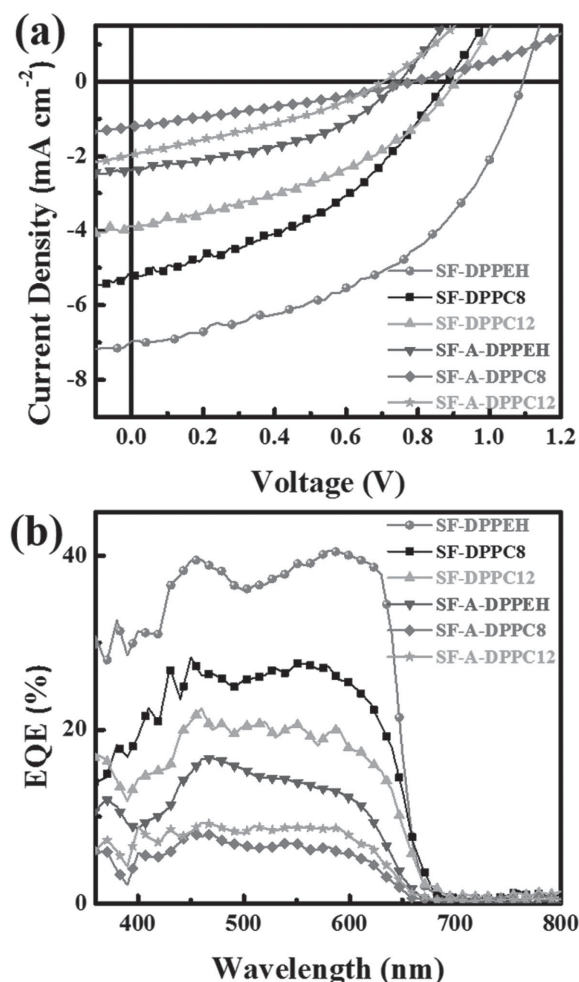 (a)
0
-2
-4
-6
-8
Current Density (mA cm-2)
SF-DPPEH
SF-DPPC8
SF-DPPC12
SF-A-DPPEH
SF-A-DPPC8
SF-A-DPPC12
0.0 0.2 0.4 0.6 0.8 1.0 1.2
Voltage (V)
(b)
40
20
0
EQE (%)
SF-DPPEH
SF-DPPC8
SF-DPPC12
SF-A-DPPEH
SF-A-DPPC8
SF-A-DPPC12
400 500 600 700 800
Wavelength (nm)